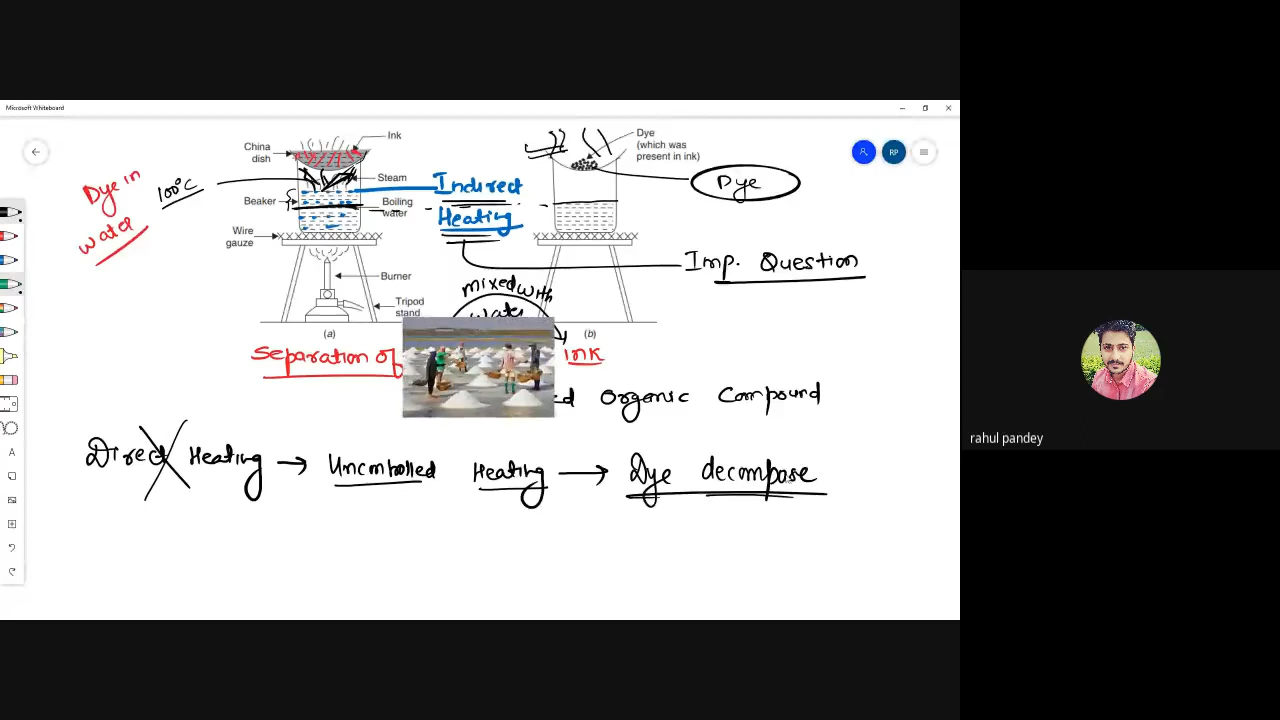 Microsoft Whiteboard
RP
Ink
China
dish
Steam
Beaker
Boiling
water
Wire
gauze
Burner
Tripod
stand
(a)
Dye in
water
100°C
Indirect
Heating
Dye
(which was
present in ink)
Dye
Imp. Question
mixed with
water
(b)
Separation of
ink
Organic Compound
Direct Heating → Uncontrolled Heating → Dye decompose
A
rahul pandey